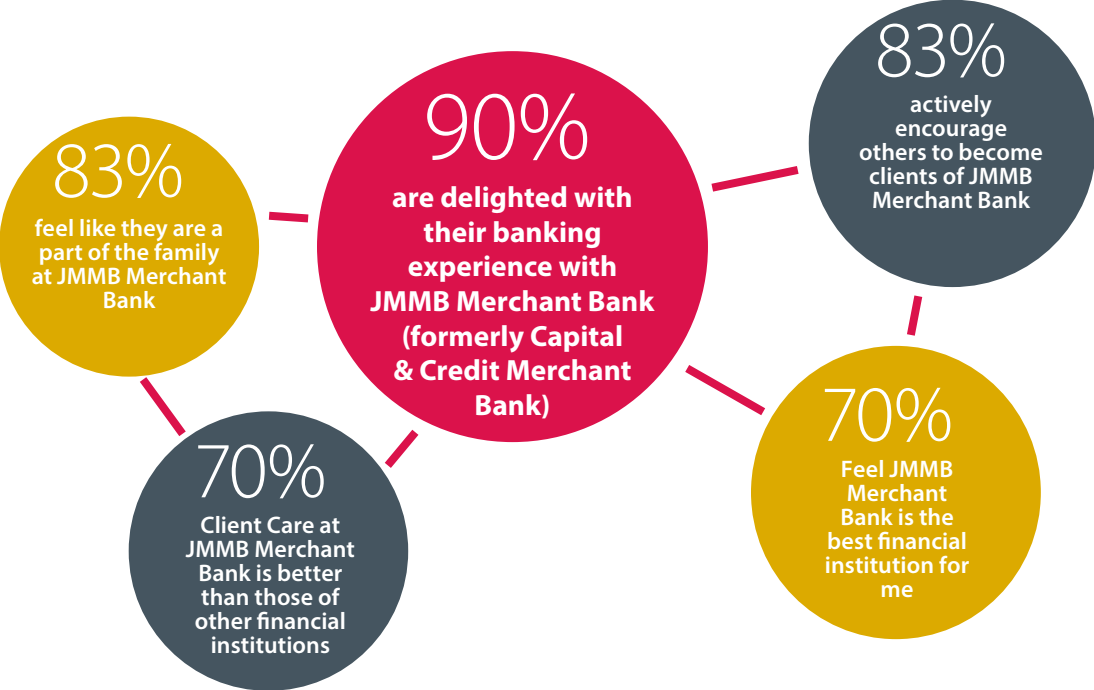 90%
are delighted with
their banking
experience with
JMMB Merchant Bank
(formerly Capital
& Credit Merchant
Bank)
83%
actively
encourage
others to become
clients of JMMB
Merchant Bank
83%
feel like they are a
part of the family
at JMMB Merchant
Bank
70%
Client Care at
JMMB Merchant
Bank is better
than those of
other financial
institutions
70%
Feel JMMB
Merchant
Bank is the
best financial
institution for
me